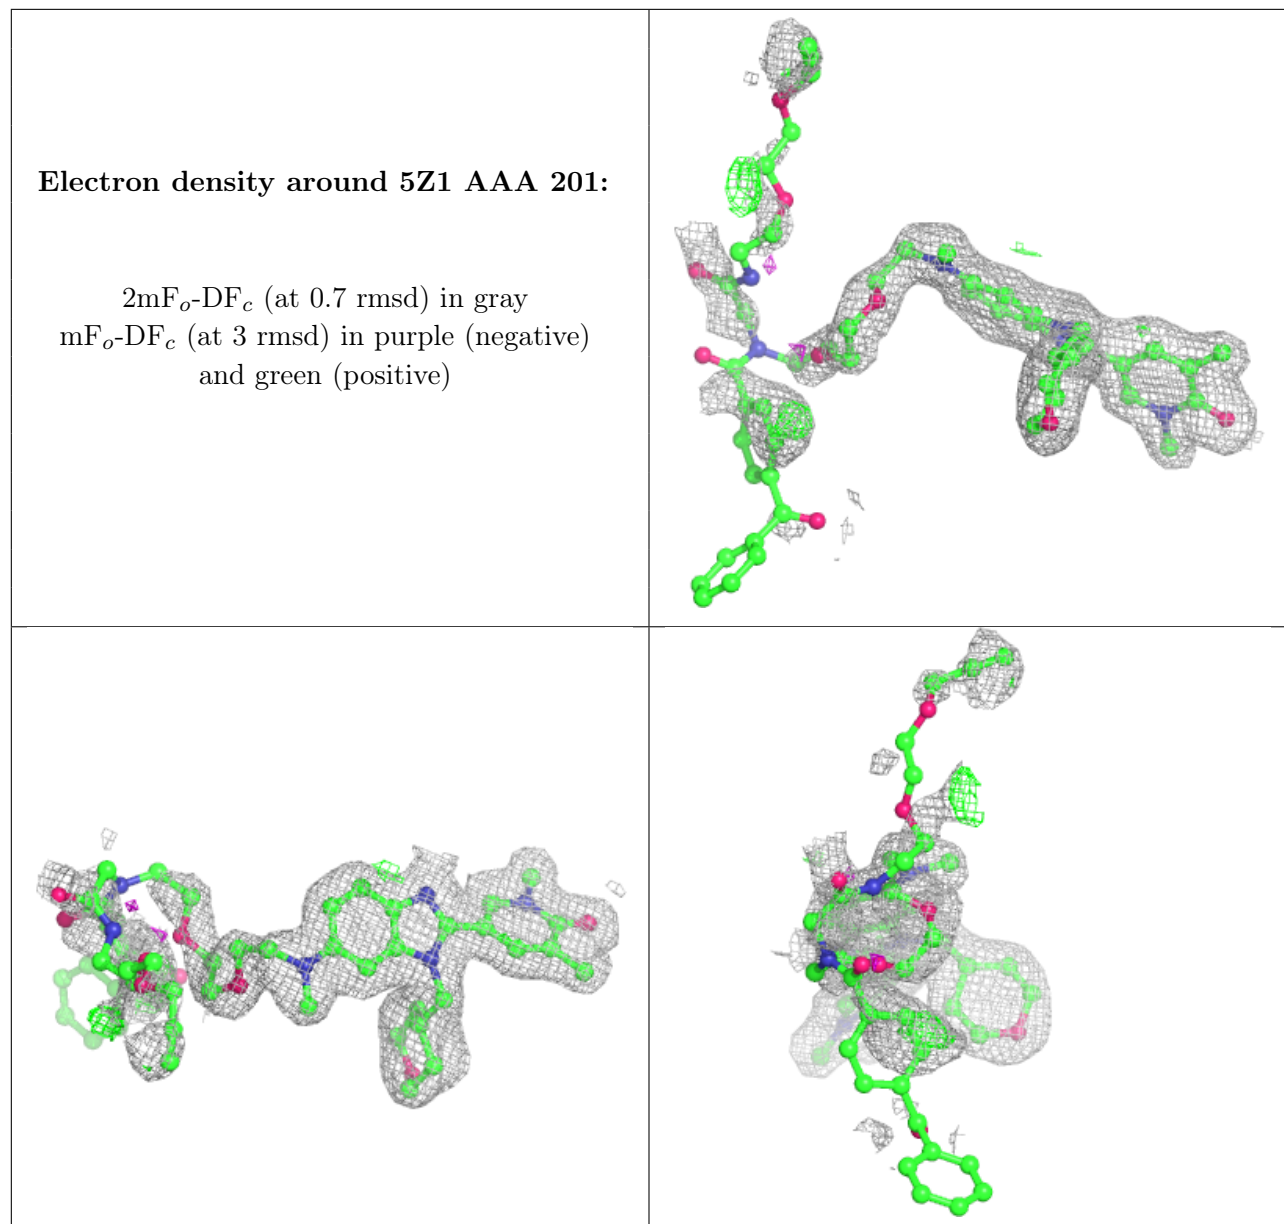 Electron density around 5Z1 AAA 201:
2mFo-DFc (at 0.7 rmsd) in gray
mFo-DFc (at 3 rmsd) in purple (negative)
and green (positive)